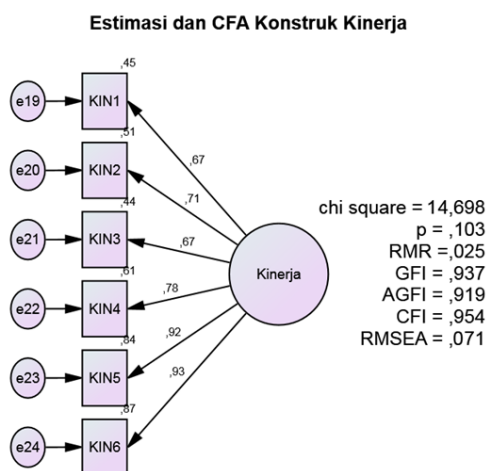 Estimasi dan CFA Konstruk Kinerja
,45
e19
KIN1
,67
,51
e20
KIN2
,71
,44
e21
KIN3
,67
,61
e22
KIN4
,78
,84
e23
KIN5
,92
,87
e24
KIN6
,93
Kinerja
chi square = 14,698
p = ,103
RMR =,025
GFI = ,937
AGFI = ,919
CFI = ,954
RMSEA = ,071